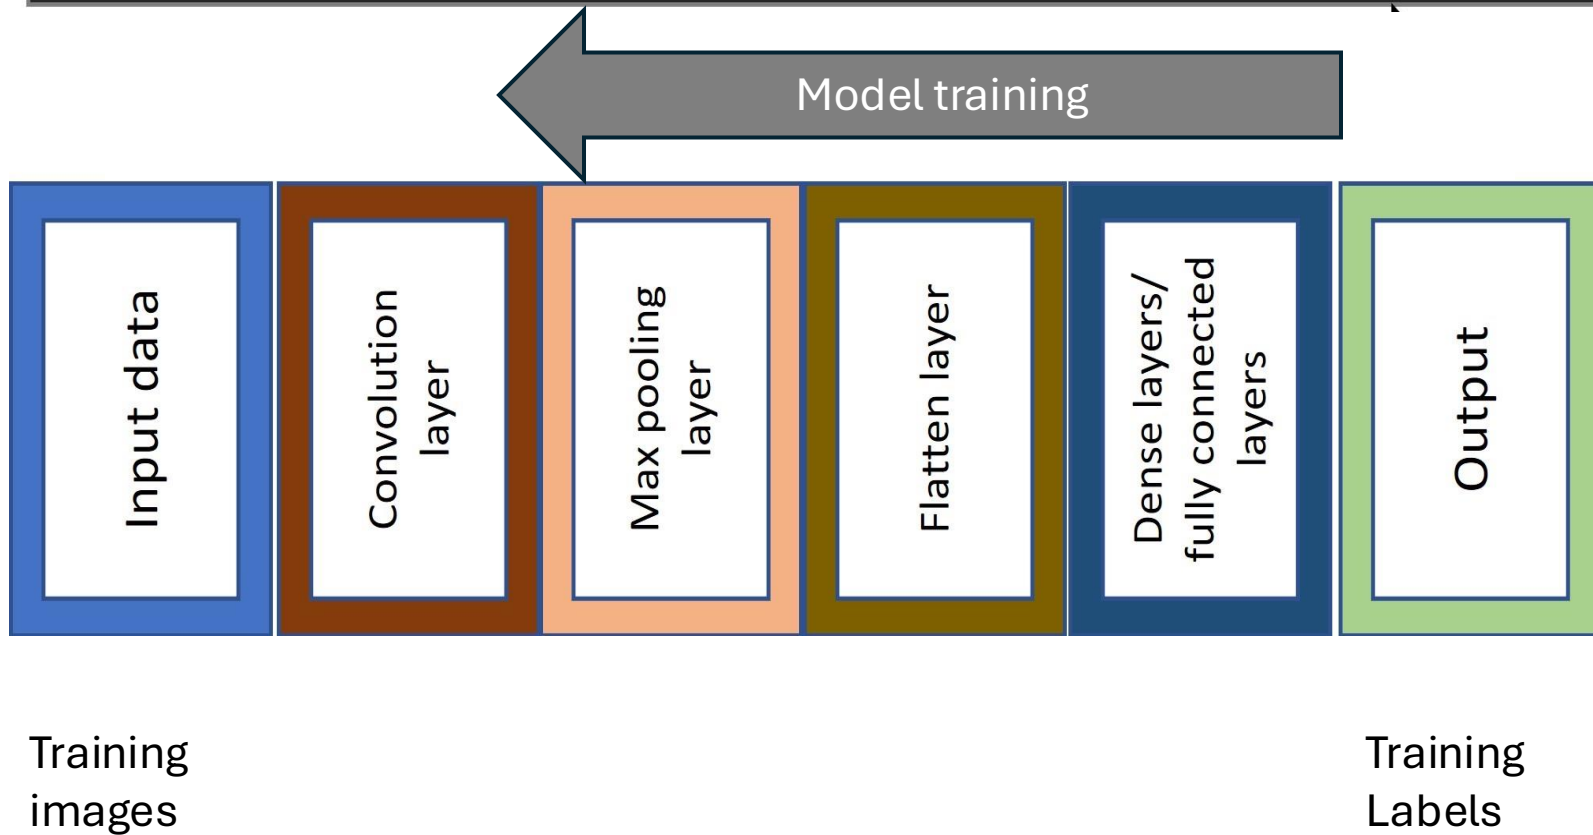 Model training
Input data
Convolution
layer
Max pooling
layer
Flatten layer
Dense layers/
fully connected
layers
Output
Training
images
Training
Labels